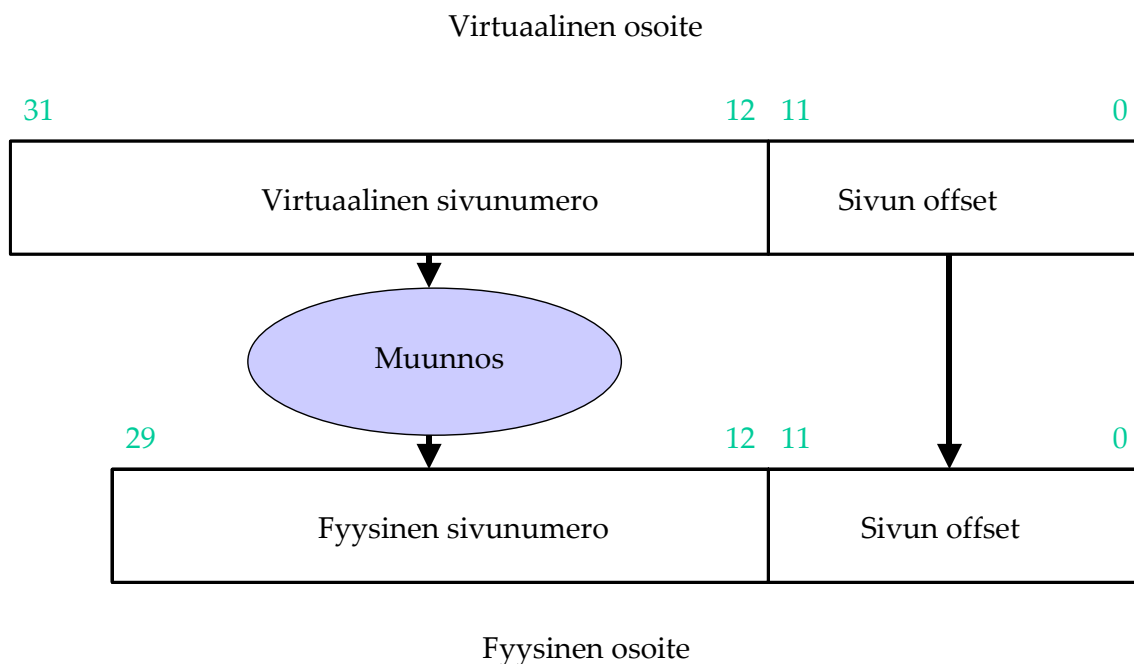 Virtuaalinen osoite
31 12 11 0
Virtuaalinen sivunumero Sivun offset
Muunnos
29 12 11 0
Fyysinen sivunumero Sivun offset
Fyysinen osoite